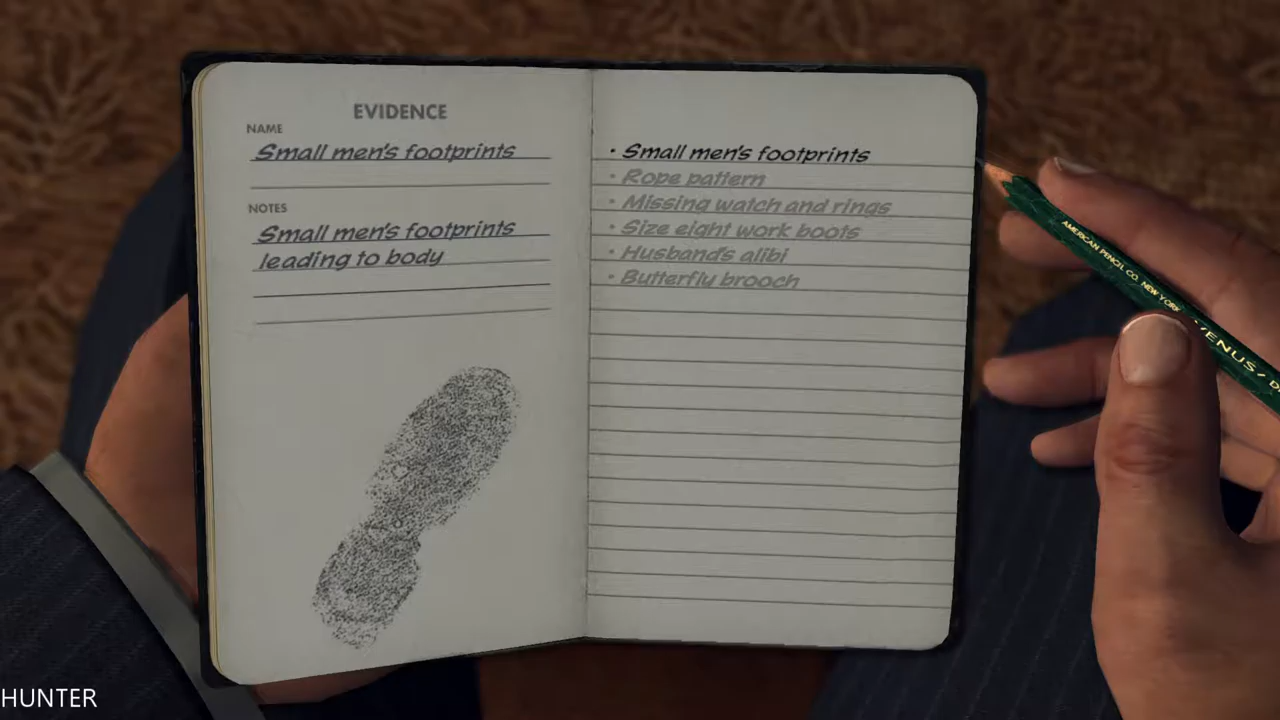 EVIDENCE
NAME
Small men's footprints
NOTES
Small men's footprints
leading to body
• Small men's footprints
• Rope pattern
• Missing watch and rings
• Size eight work boots
• Husband's alibi
• Butterfly brooch
AMERICAN PENCIL CO. NEW YORK
VENUS
HUNTER